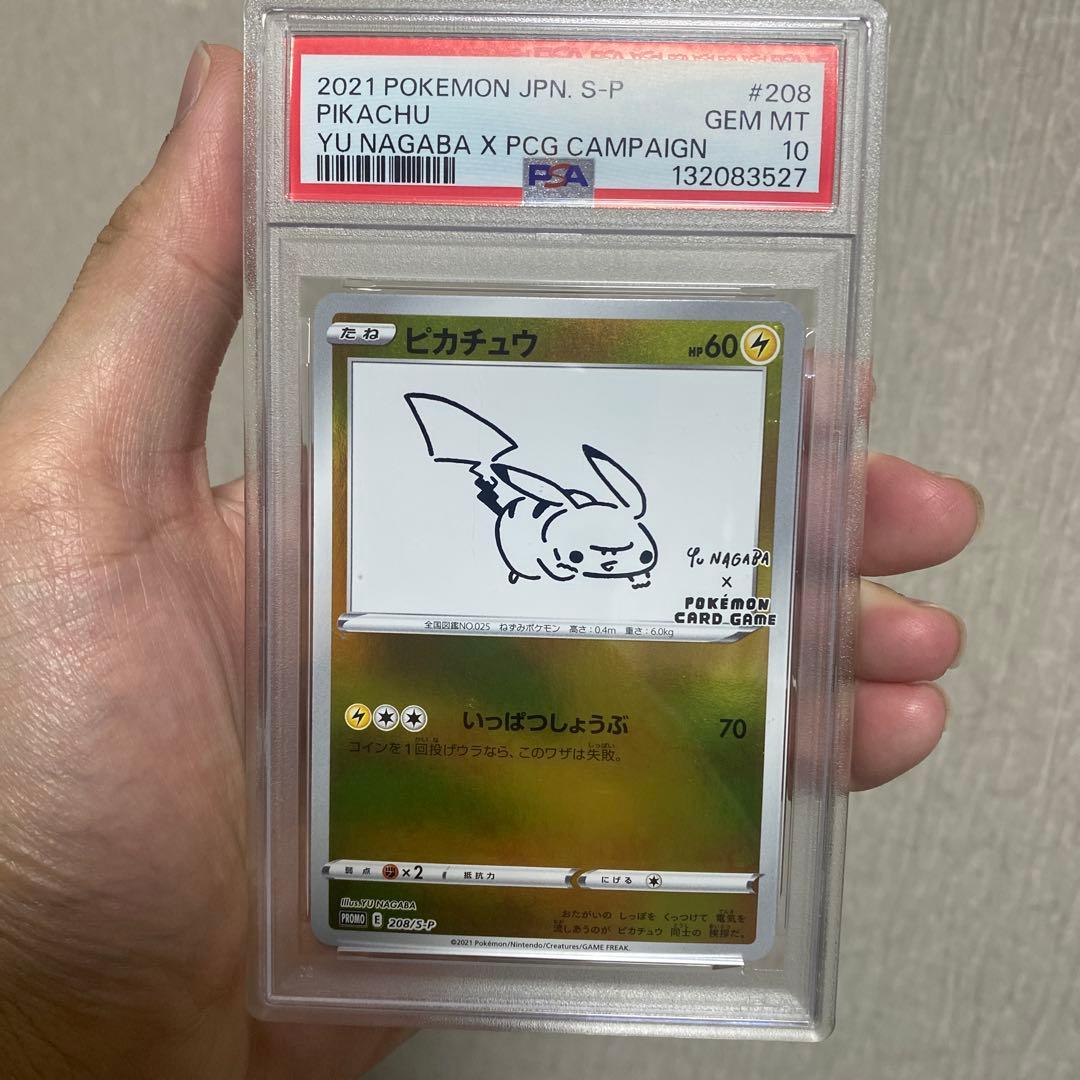 2021 POKEMON JPN. S-P #208
PIKACHU GEM MT
YU NAGABA X PCG CAMPAIGN 10
PSA 132083527
たね ピカチュウ HP60
YU NAGABA
X
POKÉMON
CARD GAME
全国図鑑NO.025 ねずみポケモン 高さ:0.4m 重さ:6.0kg
いっぱつしょうぶ 70
コインを1回投げウラなら、このワザは失敗。
弱点 ×2 抵抗力 にげる
Illus.YU NAGABA
PROMO E 208/S-P
おたがいの しっぽを くっつけて 電気を
流しあうのが ピカチュウ 同士の 挨拶だ。
©2021 Pokémon/Nintendo/Creatures/GAME FREAK.